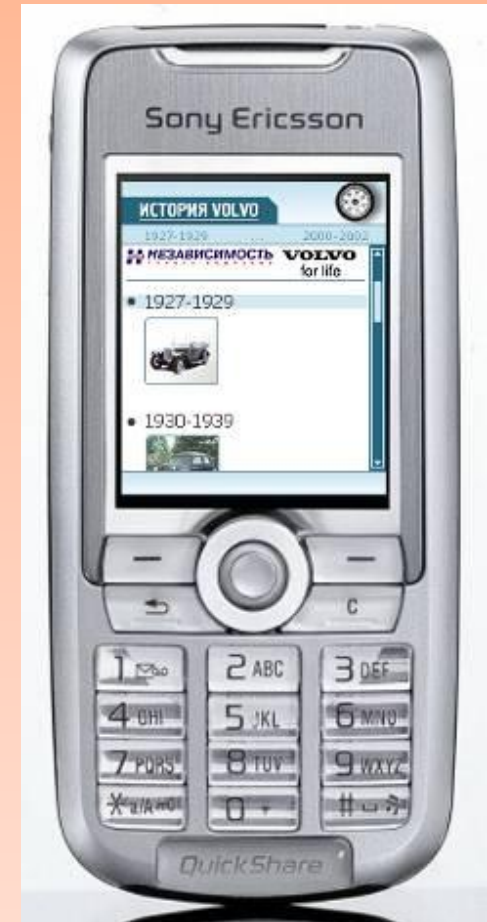 Sony Ericsson
ИСТОРИЯ VOLVO
1927-1929 ... 2000-2002
НЕЗАВИСИМОСТЬ VOLVO
for life
• 1927-1929
• 1930-1939
C
1
2 ABC
3 DEF
4 GHI
5 JKL
6 MNO
7 PQRS
8 TUV
9 WXYZ
* a/A
0 +
#
QuickShare